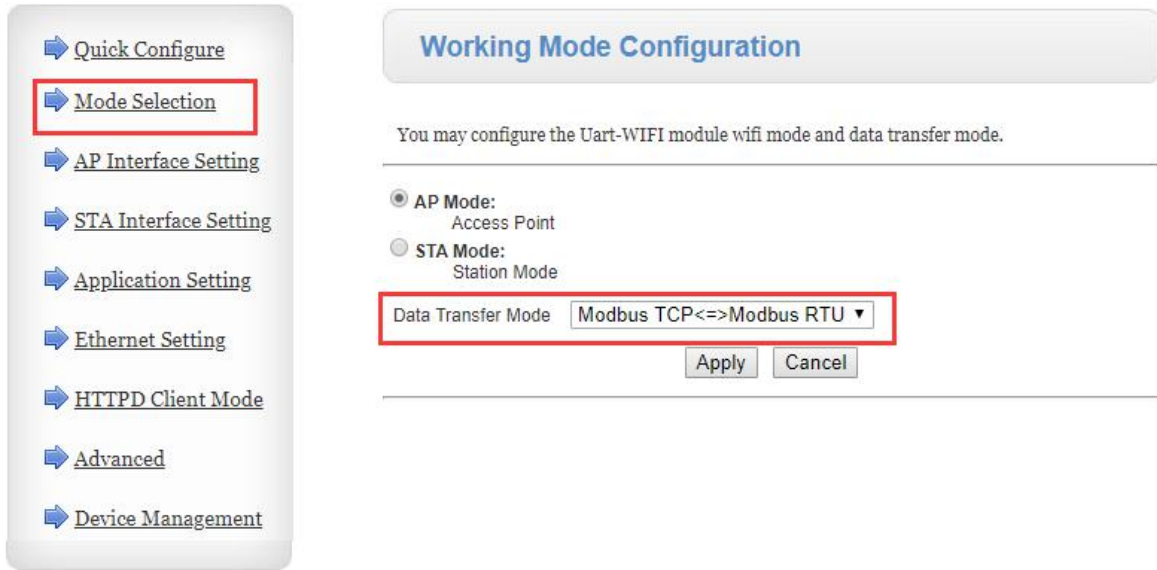 Quick Configure
Mode Selection
AP Interface Setting
STA Interface Setting
Application Setting
Ethernet Setting
HTTPD Client Mode
Advanced
Device Management
Working Mode Configuration
You may configure the Uart-WIFI module wifi mode and data transfer mode.
AP Mode:
Access Point
STA Mode:
Station Mode
Data Transfer Mode Modbus TCP<=>Modbus RTU
Apply Cancel